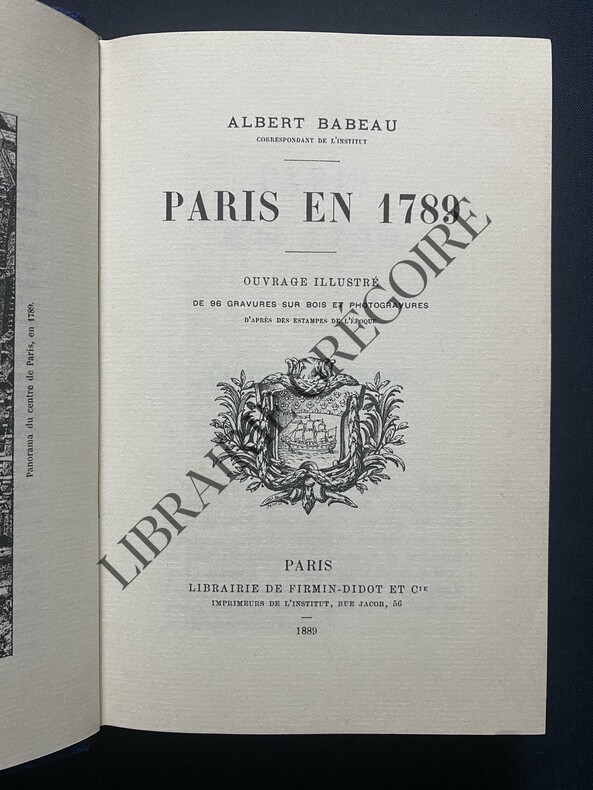 Panorama du centre de Paris, en 1789.
ALBERT BABEAU
CORRESPONDANT DE L'INSTITUT
PARIS EN 1789
OUVRAGE ILLUSTRÉ
DE 96 GRAVURES SUR BOIS ET PHOTOGRAVURES
D'APRÈS DES ESTAMPES DE L'ÉPOQUE
PARIS
LIBRAIRIE DE FIRMIN-DIDOT ET CIE
IMPRIMEURS DE L'INSTITUT, RUE JACOB, 56
1889
LIBRAIRIE GRÉGOIRE